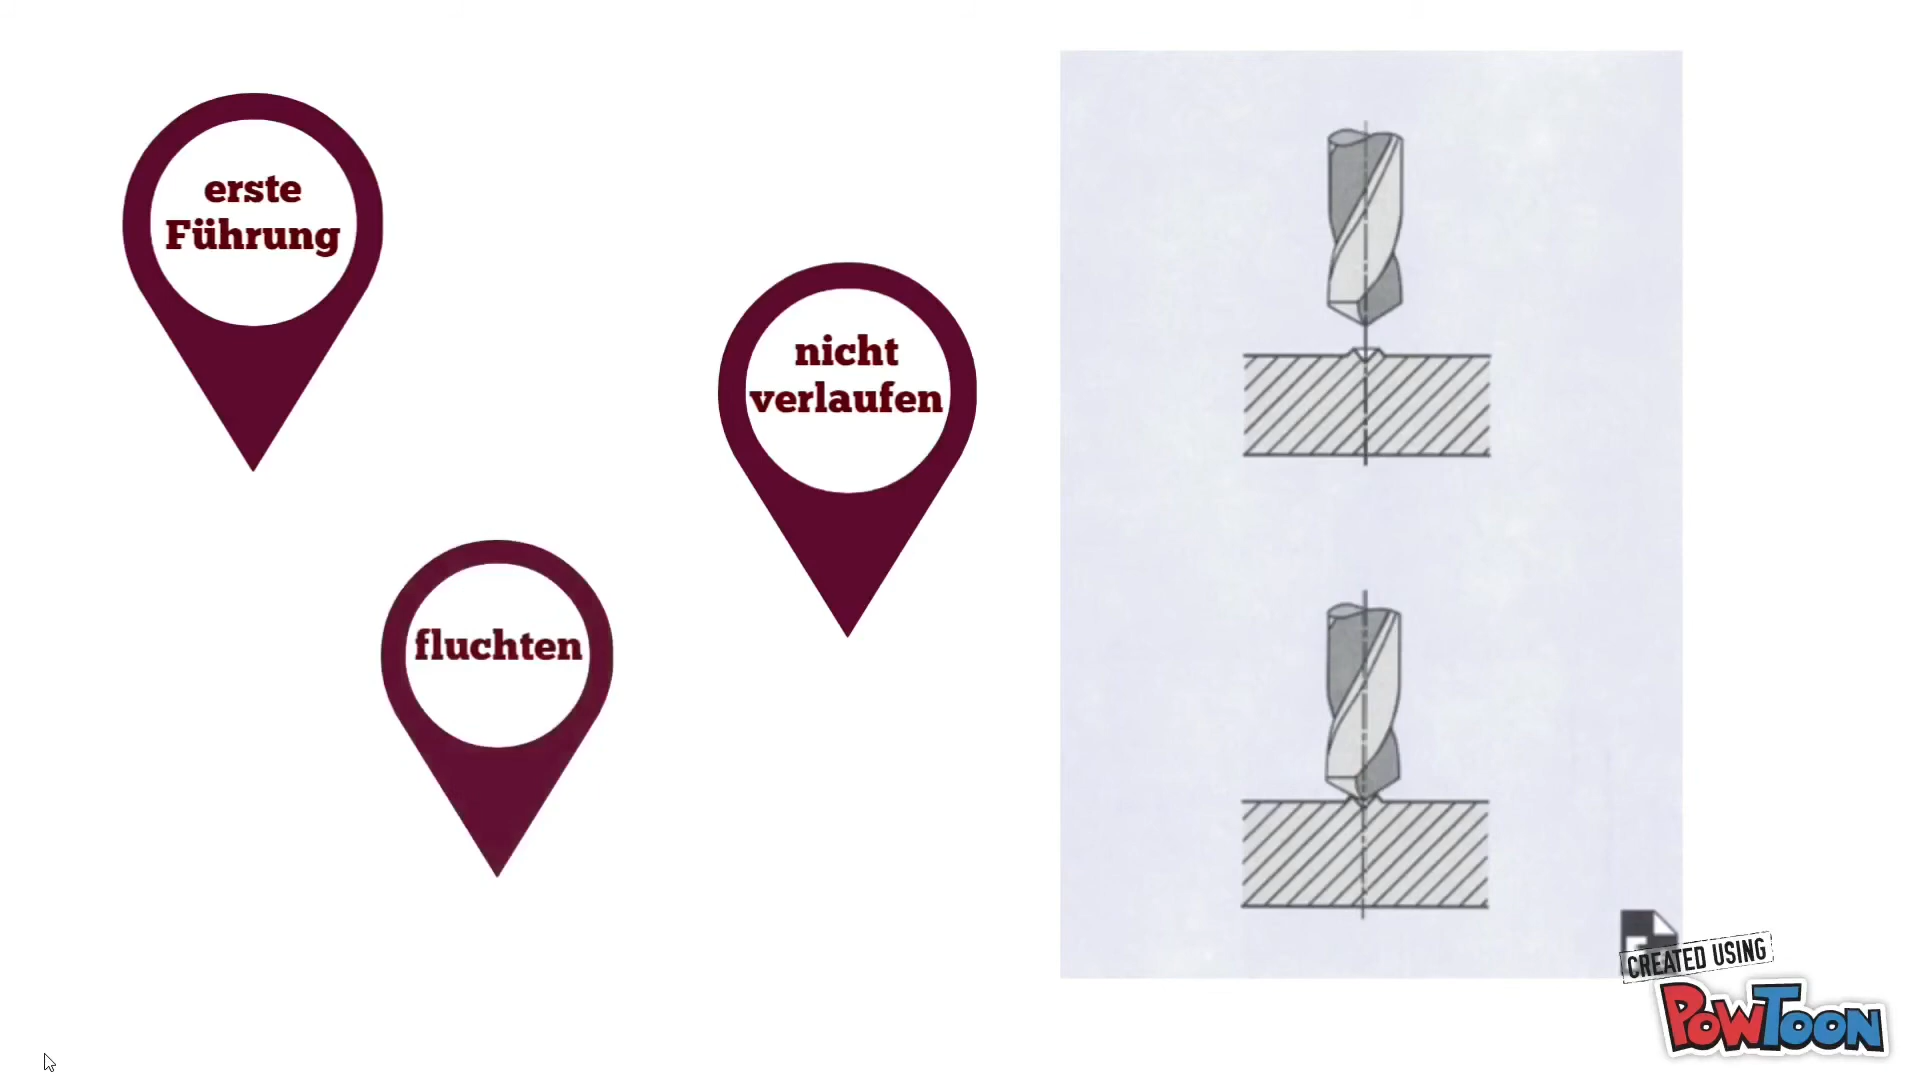 erste
Führung
nicht
verlaufen
fluchten
CREATED USING
POWTOON